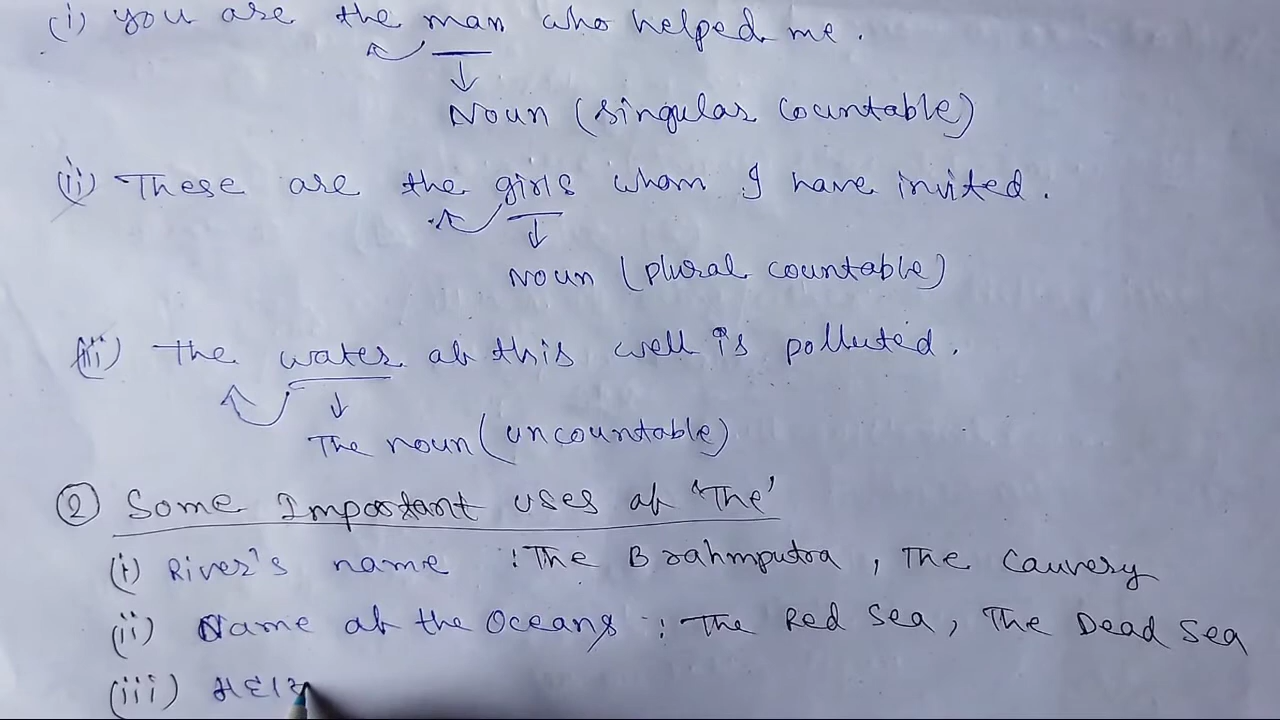 (i) you are the man who helped me.
Noun (singular countable)
(ii) These are the girls whom I have invited.
Noun (plural countable)
(iii) The water of this well is polluted.
The noun (uncountable)
② Some Important uses of 'The'
(i) River's name : The Brahmputra , The Cauvery
(ii) Name of the Oceans : The Red Sea, The Dead Sea
(iii)